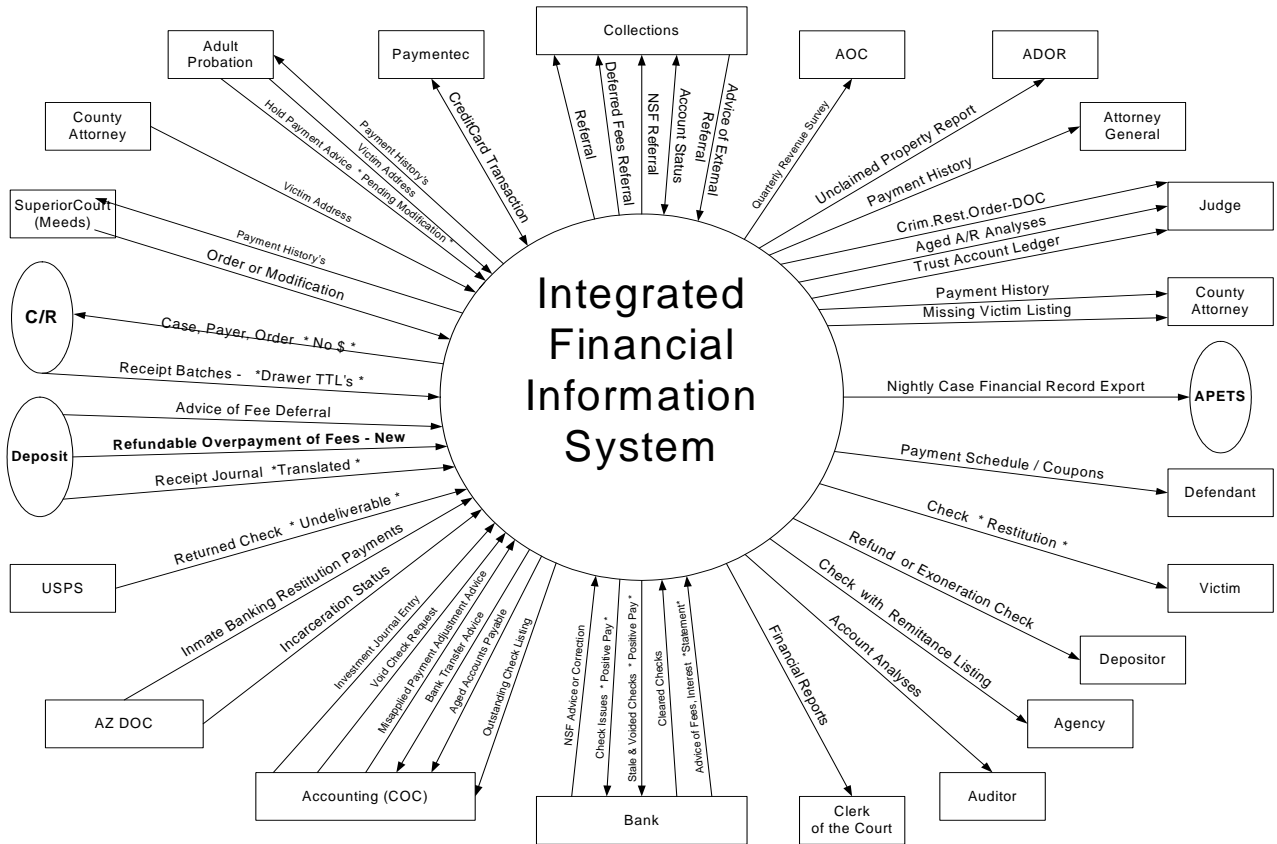 Collections
Adult
Probation
Paymentec
AOC
ADOR
County
Attorney
Attorney
General
SuperiorCourt
(Meeds)
Judge
C/R
County
Attorney
Deposit
APETS
USPS
Defendant
Victim
AZ DOC
Depositor
Agency
Accounting (COC)
Bank
Clerk
of the Court
Auditor
Integrated
Financial
Information
System
Payment History's
Victim Address
Hold Payment Advice * Pending Modification *
CreditCard Transaction
Referral
Deferred Fees Referral
NSF Referral
Account Status
Advice of External
Referral
Quarterly Revenue Survey
Unclaimed Property Report
Payment History
Crim.Rest.Order-DOC
Aged A/R Analyses
Trust Account Ledger
Payment History
Missing Victim Listing
Nightly Case Financial Record Export
Payment Schedule / Coupons
Check * Restitution *
Refund or Exoneration Check
Check with Remittance Listing
Account Analyses
Financial Reports
Victim Address
Payment History's
Order or Modification
Case, Payer, Order * No $ *
Receipt Batches - *Drawer TTL's *
Advice of Fee Deferral
Refundable Overpayment of Fees - New
Receipt Journal *Translated *
Returned Check * Undeliverable *
Inmate Banking Restitution Payments
Incarceration Status
Investment Journal Entry
Void Check Request
Misapplied Payment Adjustment Advice
Bank Transfer Advice
Aged Accounts Payable
Outstanding Check Listing
NSF Advice or Correction
Check Issues * Positive Pay *
Stale & Voided Checks * Positive Pay *
Cleared Checks
Advice of Fees, Interest *Statement*